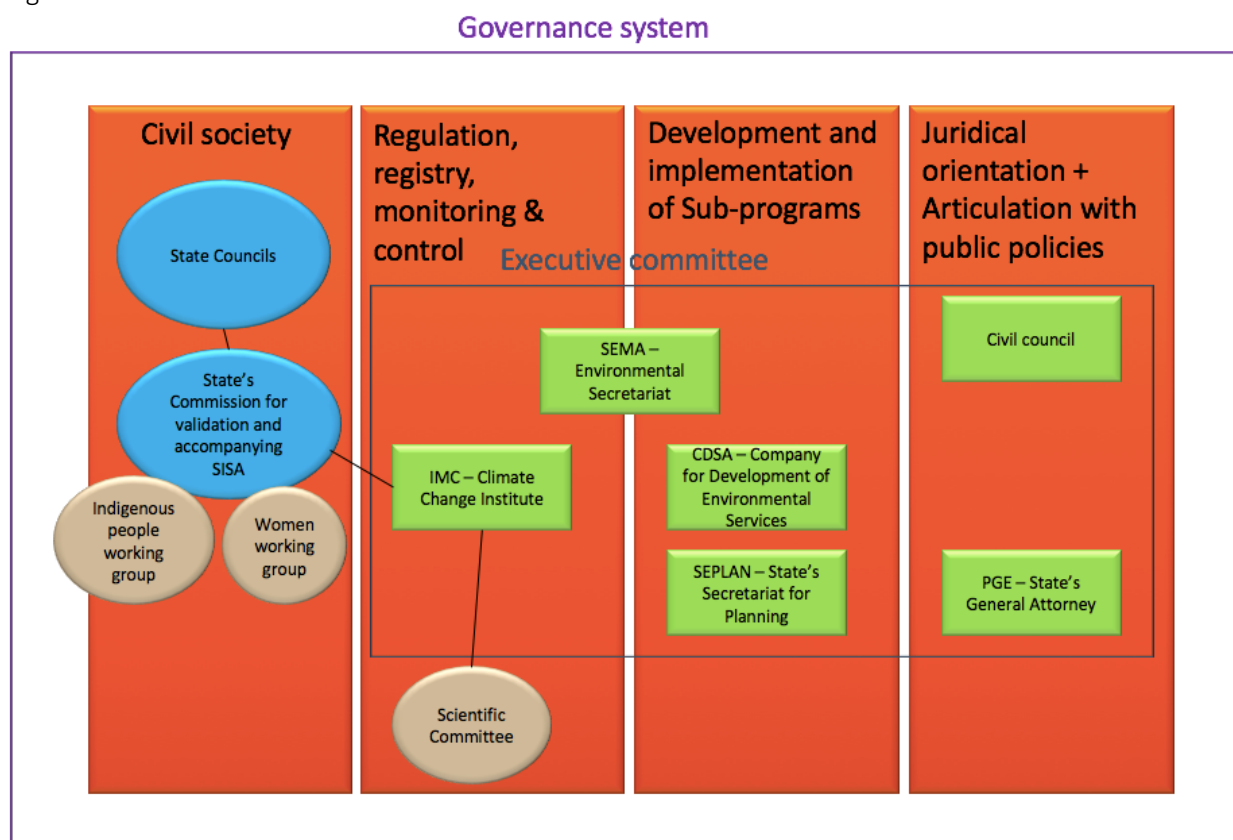 Governance system
Civil society
State Councils
State's
Commission for
validation and
accompanying
SISA
Indigenous
people
working
group
Women
working
group
Regulation,
registry,
monitoring &
control
Development and
implementation
of Sub-programs
Juridical
orientation +
Articulation with
public policies
Executive committee
SEMA –
Environmental
Secretariat
Civil council
IMC – Climate
Change Institute
CDSA – Company
for Development of
Environmental
Services
SEPLAN – State's
Secretariat for
Planning
PGE – State's
General Attorney
Scientific
Committee